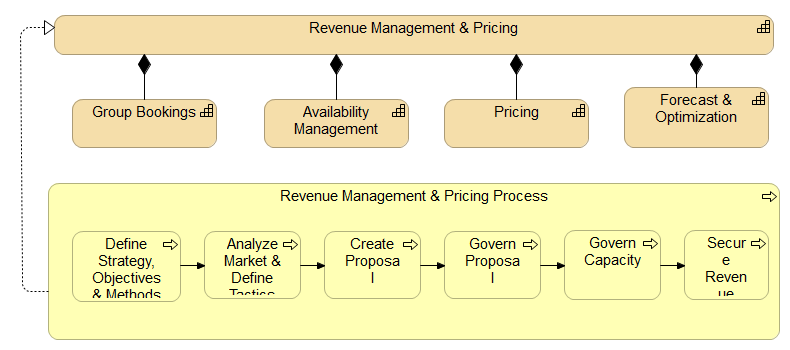 Revenue Management & Pricing
Group Bookings
Availability
Management
Pricing
Forecast &
Optimization
Revenue Management & Pricing Process
Define
Strategy,
Objectives
& Methods
Analyze
Market &
Define
Tactics
Create
Proposa
l
Govern
Proposa
l
Govern
Capacity
Secur
e
Reven
ue